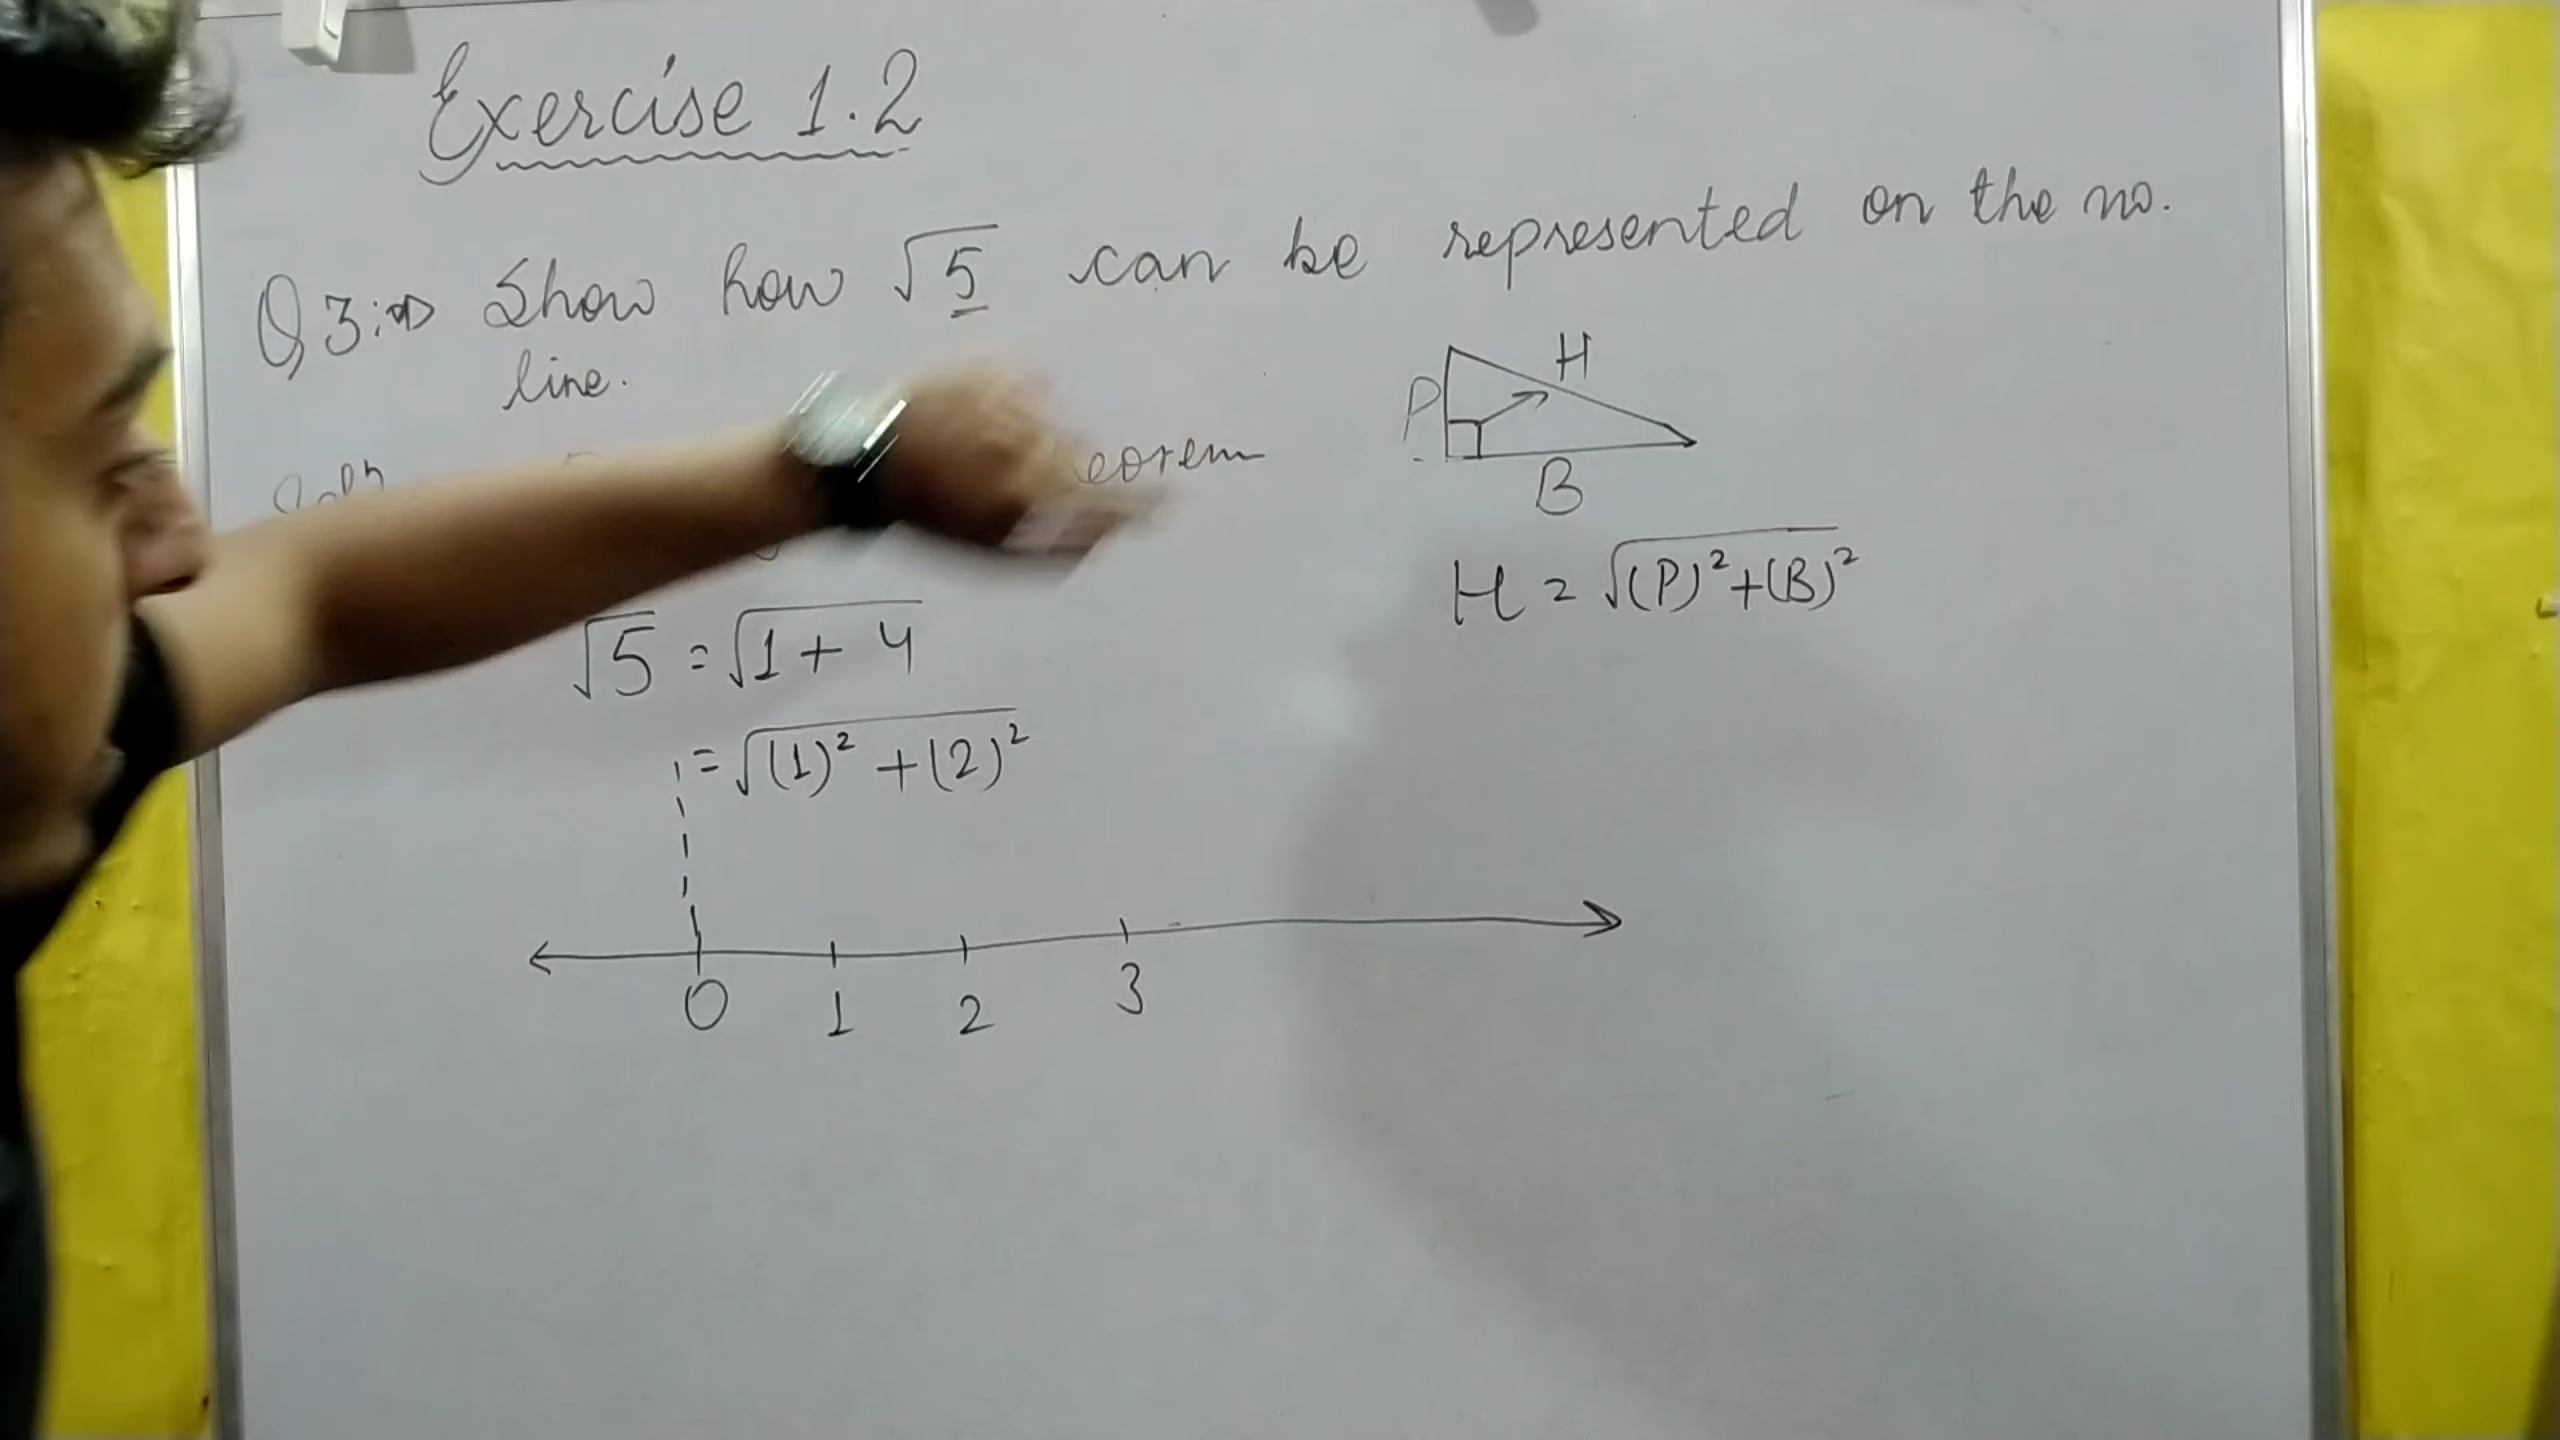 Exercise 1.2
Q3:⇒ Show how √5 can be represented on the no.
line.
H
P
B
H = √(P)²+(B)²
√5 = √1 + 4
= √(1)² + (2)²
0 1 2 3